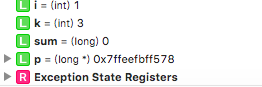 L i = (int) 1
L k = (int) 3
L sum = (long) 0
L p = (long *) 0x7ffeefbff578
R Exception State Registers